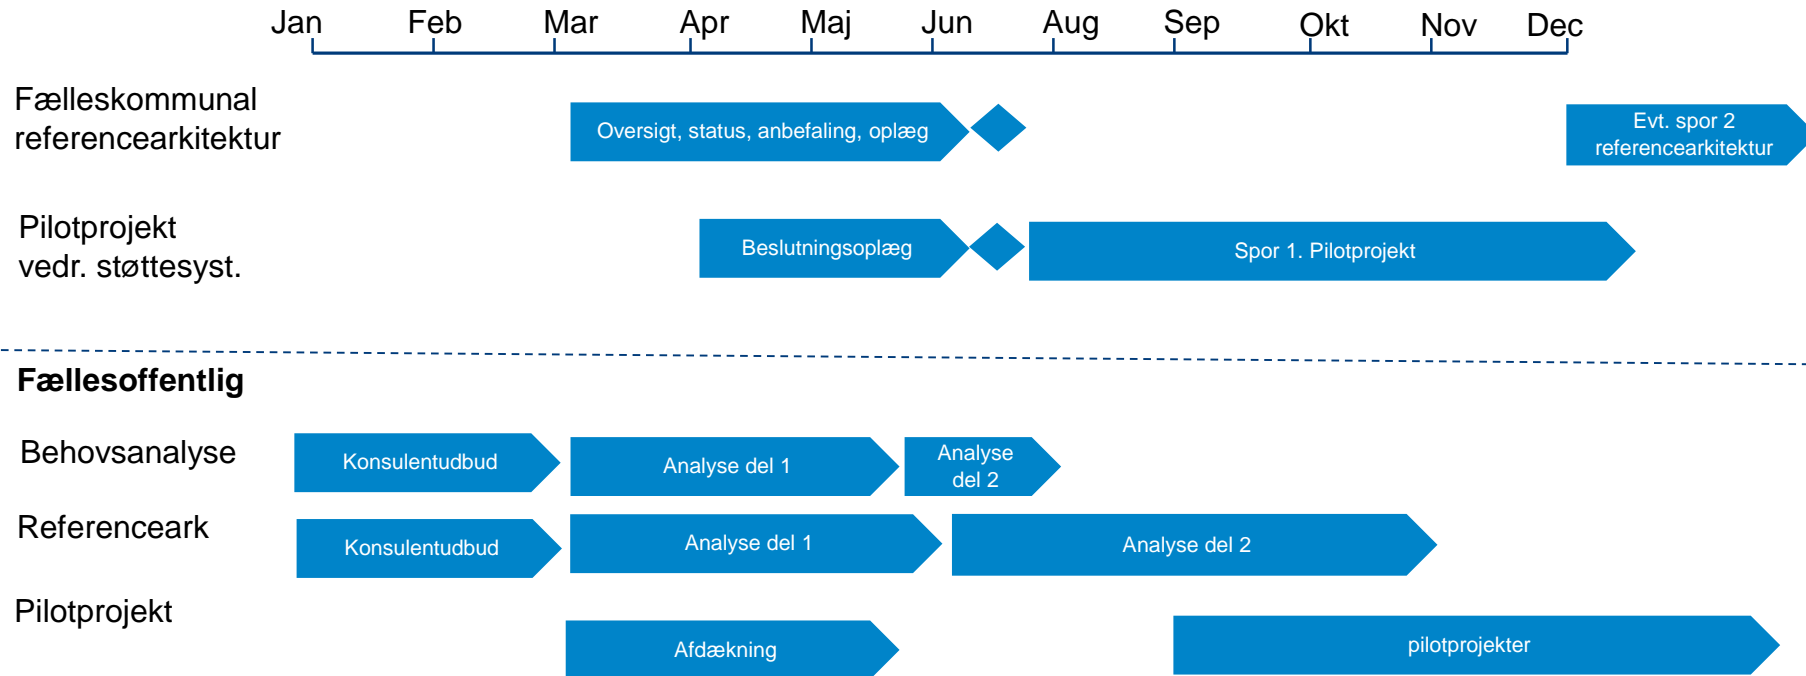 Jan Feb Mar Apr Maj Jun Aug Sep Okt Nov Dec
Fælleskommunal
referencearkitektur
Oversigt, status, anbefaling, oplæg
Evt. spor 2
referencearkitektur
Pilotprojekt
vedr. støttesyst.
Beslutningsoplæg
Spor 1. Pilotprojekt
Fællesoffentlig
Behovsanalyse
Konsulentudbud
Analyse del 1
Analyse
del 2
Referenceark
Konsulentudbud
Analyse del 1
Analyse del 2
Pilotprojekt
Afdækning
pilotprojekter